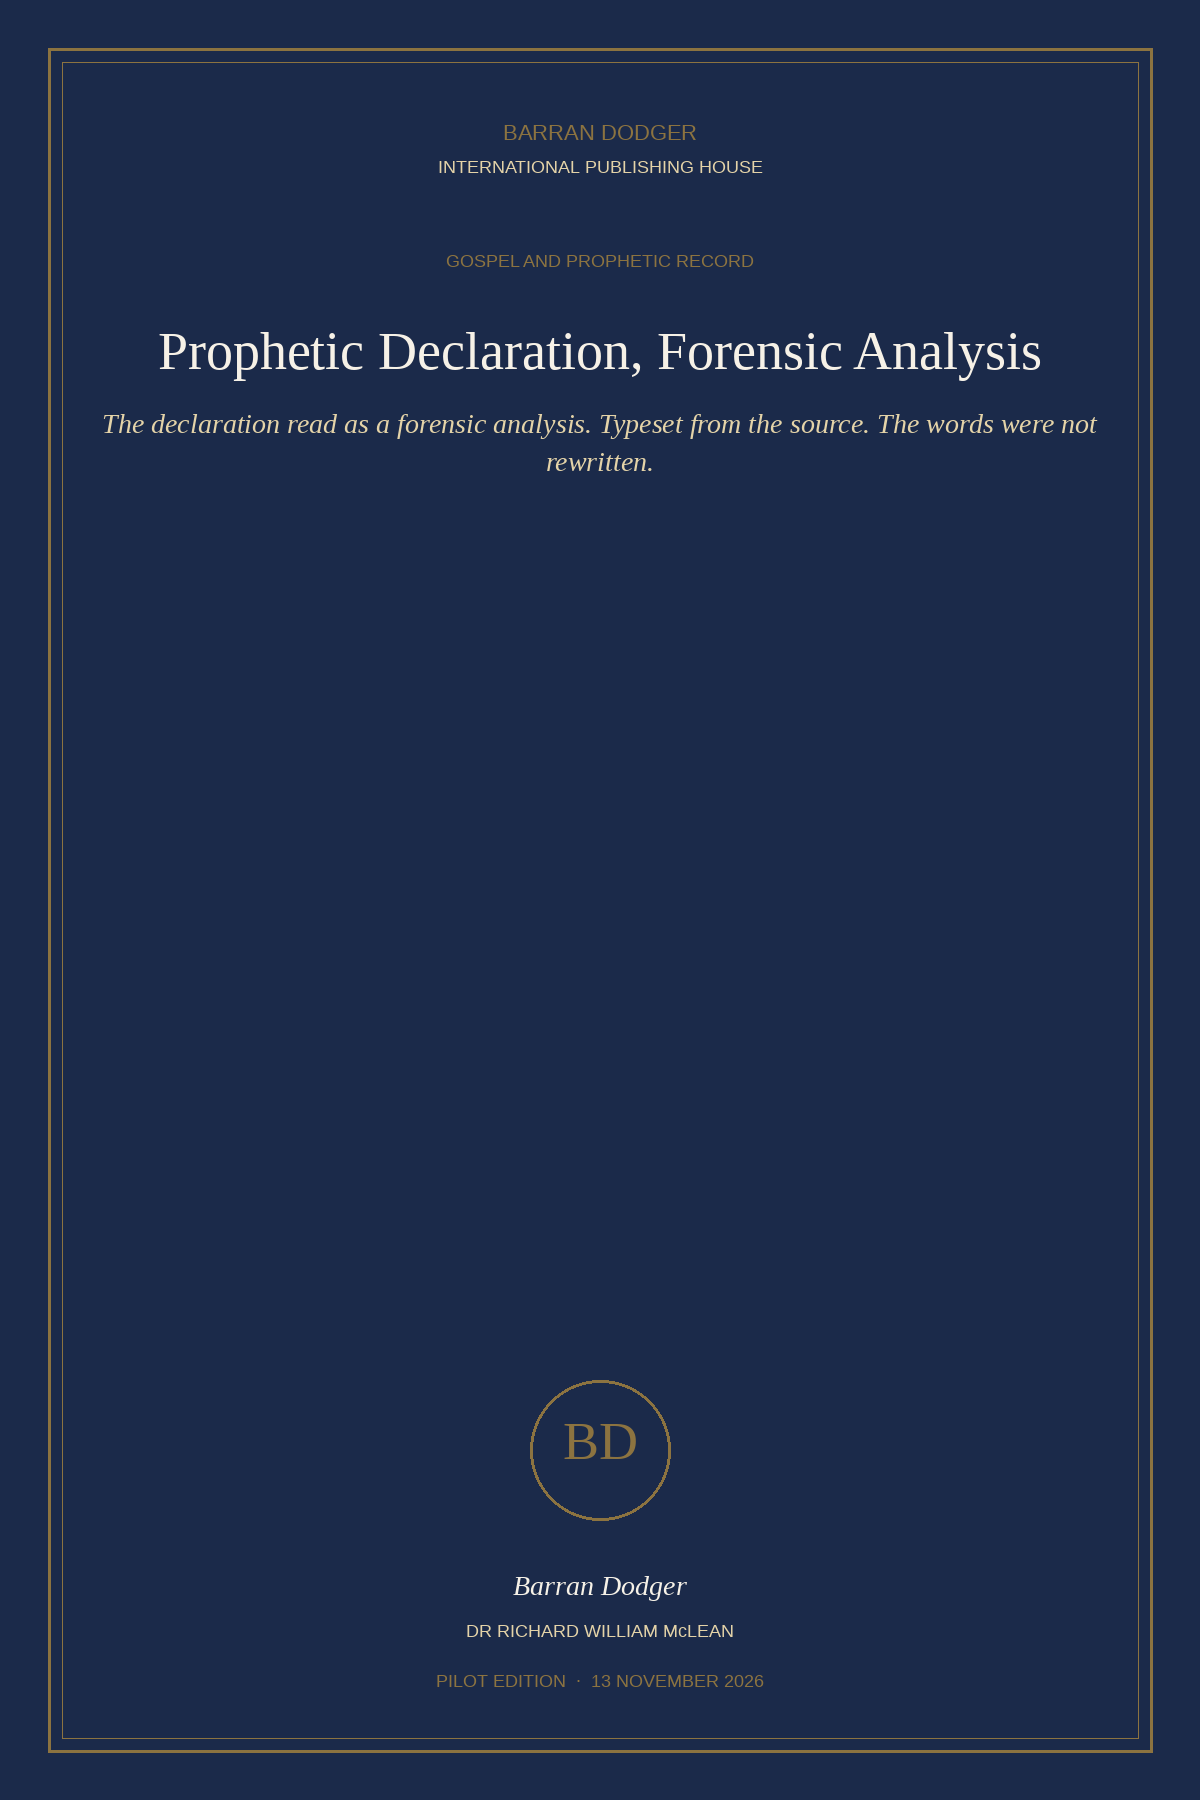 BARRAN DODGER
INTERNATIONAL PUBLISHING HOUSE
GOSPEL AND PROPHETIC RECORD
Prophetic Declaration, Forensic Analysis
The declaration read as a forensic analysis. Typeset from the source. The words were not
rewritten.
BD
Barran Dodger
DR RICHARD WILLIAM McLEAN
PILOT EDITION · 13 NOVEMBER 2026